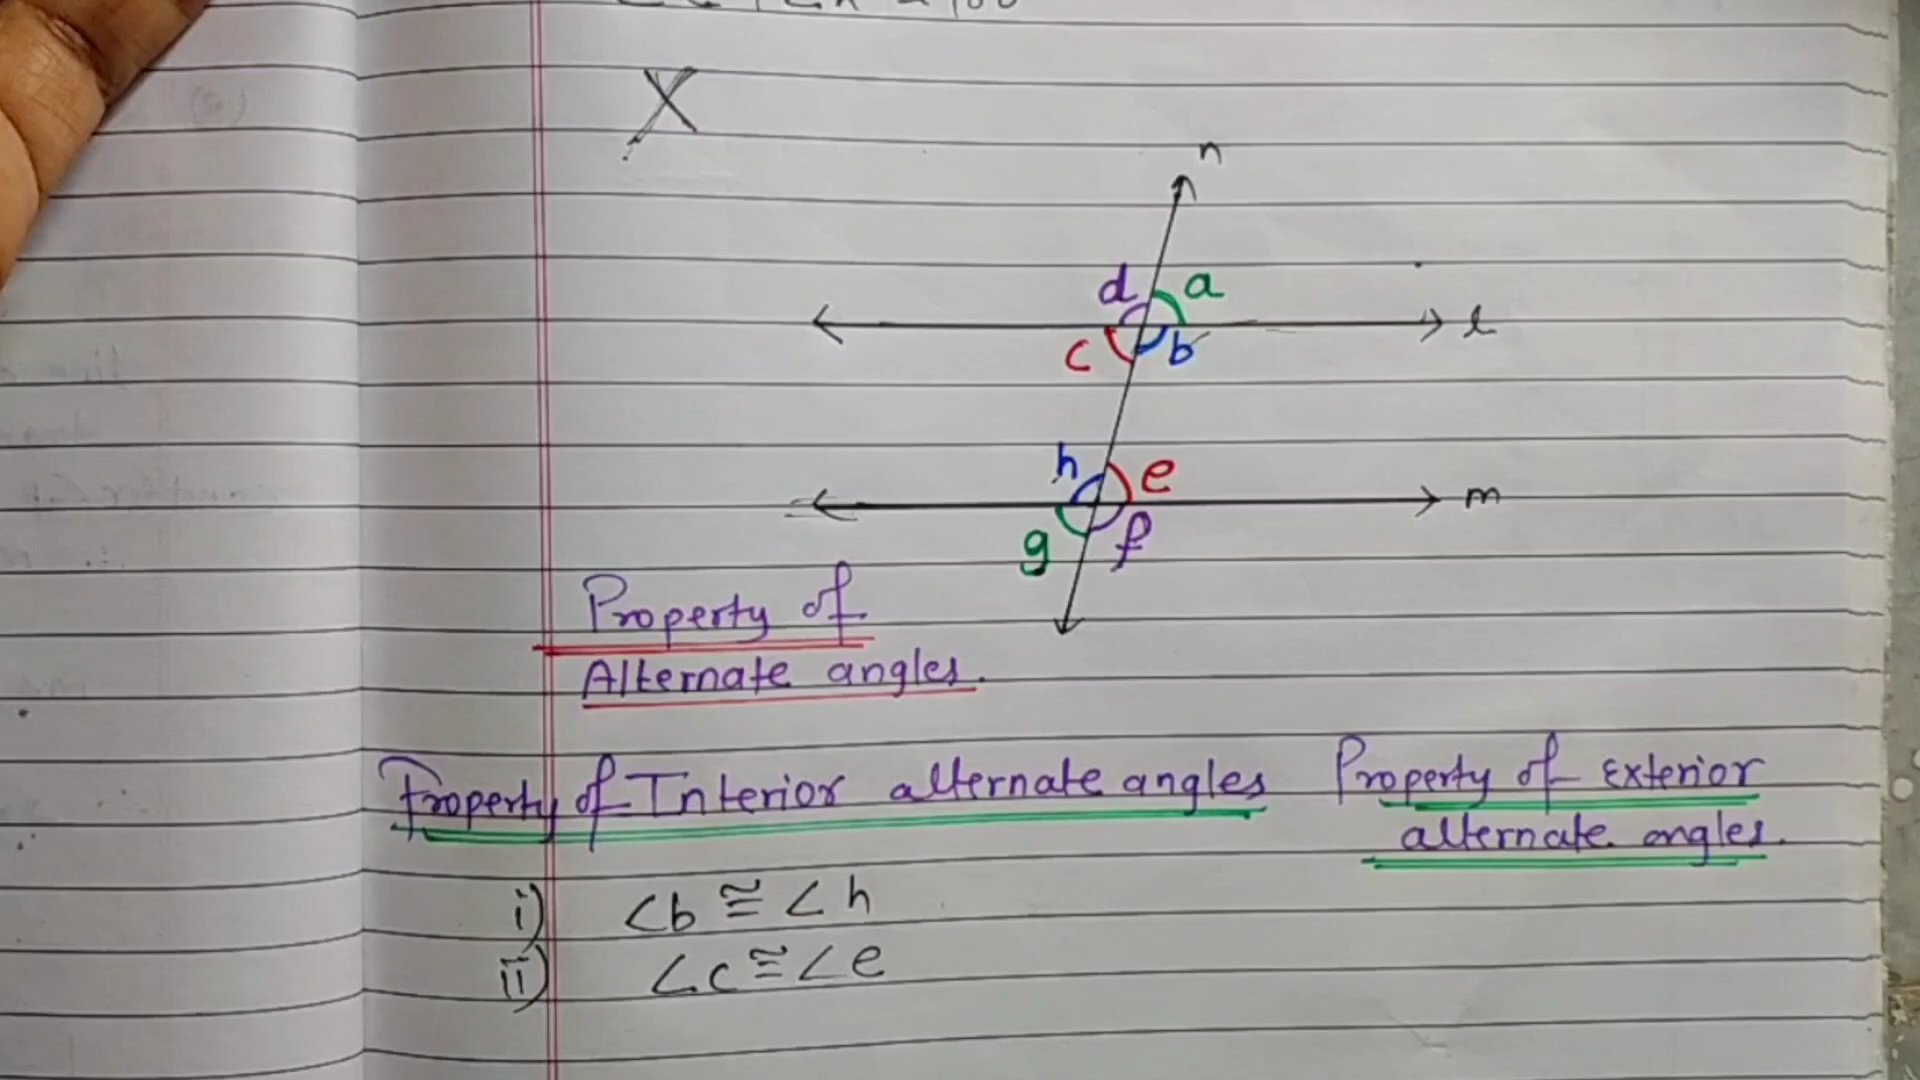 n
d a
l
c b
h e
m
g f
Property of
Alternate angles.
Property of Interior alternate angles
Property of Exterior
alternate angles.
i) ∠b ≅ ∠h
ii) ∠c ≅ ∠e